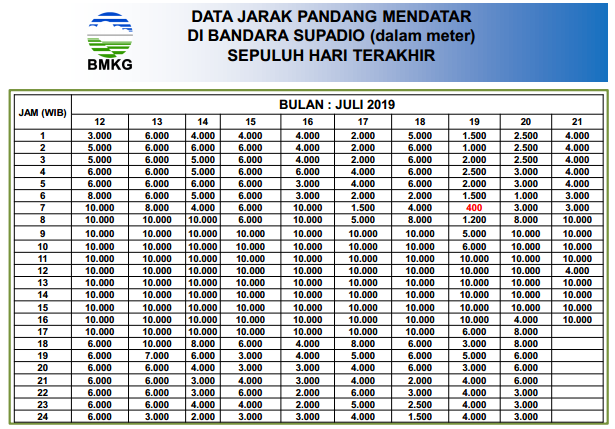 DATA JARAK PANDANG MENDATAR
DI BANDARA SUPADIO (dalam meter)
SEPULUH HARI TERAKHIR
BMKG
JAM (WIB) BULAN : JULI 2019
12 13 14 15 16 17 18 19 20 21
1 3.000 6.000 4.000 4.000 4.000 2.000 5.000 1.500 2.500 4.000
2 5.000 6.000 6.000 6.000 4.000 2.000 6.000 1.000 2.500 4.000
3 5.000 6.000 5.000 6.000 4.000 2.000 6.000 2.000 3.000 4.000
4 6.000 6.000 5.000 6.000 6.000 4.000 6.000 2.500 3.000 4.000
5 6.000 6.000 6.000 6.000 3.000 4.000 6.000 2.000 3.000 4.000
6 8.000 6.000 5.000 6.000 3.000 2.000 2.000 1.500 1.000 3.000
7 10.000 8.000 4.000 6.000 10.000 1.500 4.000 400 3.000 3.000
8 10.000 10.000 10.000 6.000 10.000 5.000 8.000 1.200 8.000 10.000
9 10.000 10.000 10.000 10.000 10.000 10.000 10.000 5.000 10.000 10.000
10 10.000 10.000 10.000 10.000 10.000 10.000 10.000 6.000 10.000 10.000
11 10.000 10.000 10.000 10.000 10.000 10.000 10.000 10.000 10.000 10.000
12 10.000 10.000 10.000 10.000 10.000 10.000 10.000 10.000 10.000 4.000
13 10.000 10.000 10.000 10.000 10.000 10.000 10.000 10.000 10.000 10.000
14 10.000 10.000 10.000 10.000 10.000 10.000 10.000 10.000 10.000 10.000
15 10.000 10.000 10.000 10.000 10.000 10.000 10.000 10.000 10.000 10.000
16 10.000 10.000 10.000 10.000 10.000 10.000 10.000 10.000 4.000 10.000
17 10.000 10.000 10.000 10.000 10.000 10.000 10.000 6.000 8.000
18 6.000 10.000 8.000 6.000 4.000 8.000 6.000 3.000 8.000
19 6.000 7.000 6.000 3.000 4.000 5.000 6.000 5.000 6.000
20 6.000 6.000 4.000 3.000 3.000 4.000 3.000 4.000 6.000
21 6.000 6.000 3.000 4.000 3.000 2.000 4.000 3.000 6.000
22 6.000 6.000 3.000 6.000 2.000 6.000 3.000 6.000 3.000
23 6.000 6.000 4.000 4.000 2.000 5.000 2.500 4.000 3.000
24 6.000 3.000 2.000 3.000 3.000 4.000 1.500 4.000 3.000